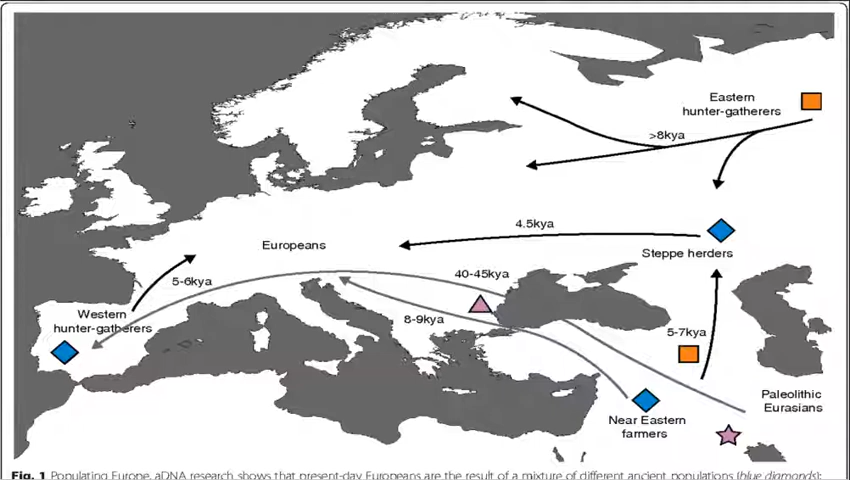 Eastern
hunter-gatherers
>8kya
4.5kya
Europeans
Steppe herders
40-45kya
5-6kya
Western
hunter-gatherers
8-9kya
5-7kya
Paleolithic
Eurasians
Near Eastern
farmers
Fig. 1 Populating Europe. aDNA research shows that present-day Europeans are the result of a mixture of different ancient populations (blue diamonds):